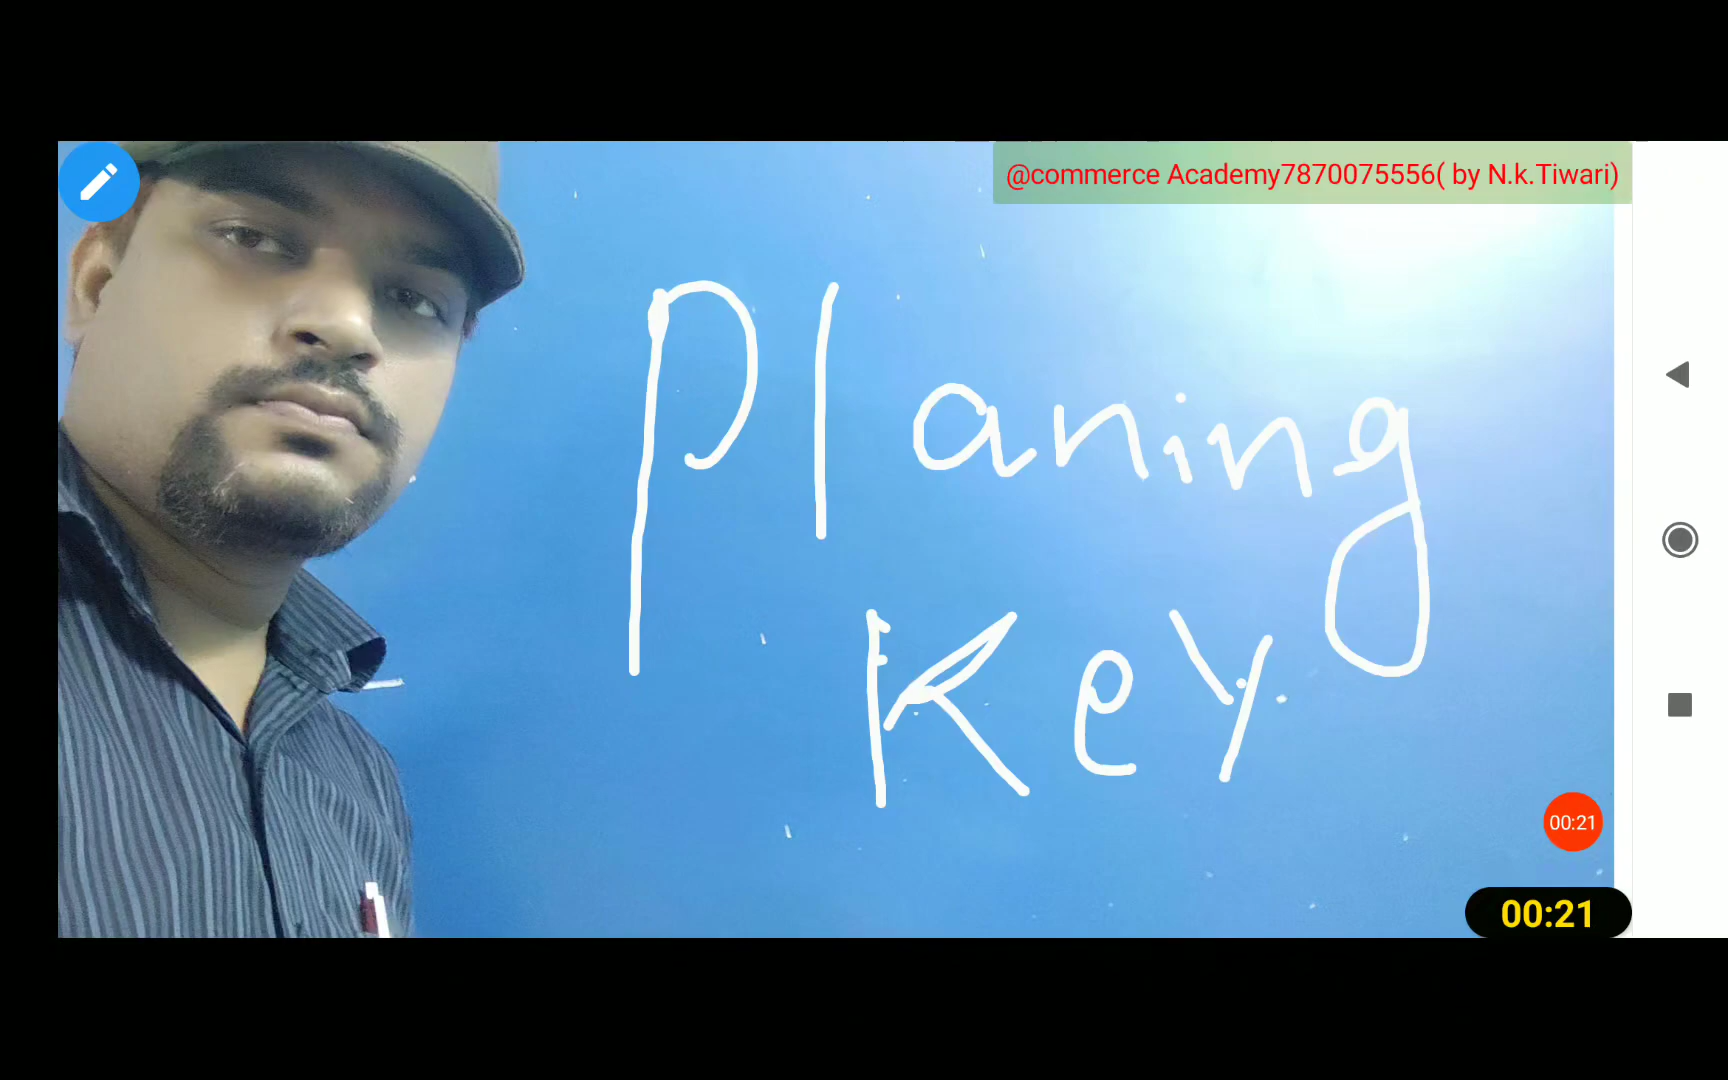 @commerce Academy7870075556( by N.k.Tiwari)
Planing
Key
00:21
00:21